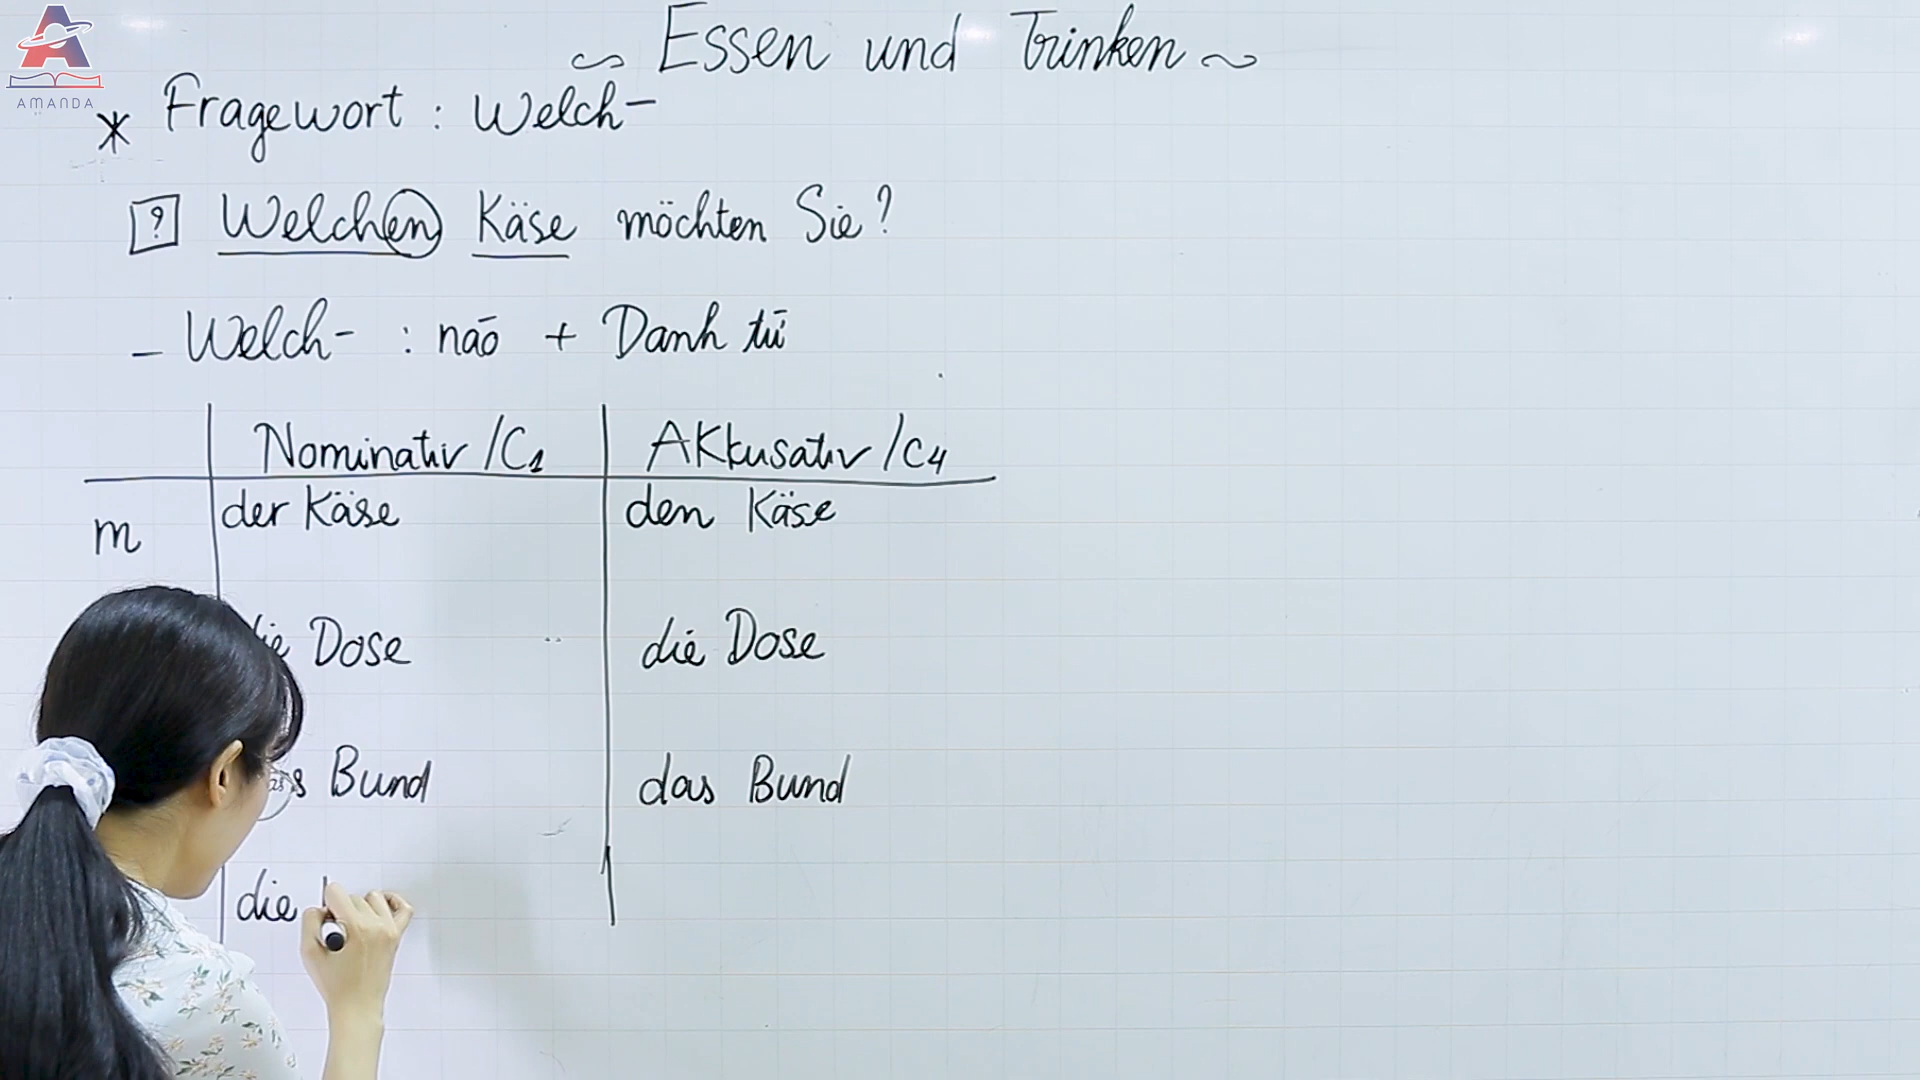 AMANDA
~ Essen und Trinken ~
* Fragewort : Welch-
? Welchen Käse möchten Sie?
- Welch- : nào + Danh từ
Nominativ /C1 Akkusativ /C4
m der Käse den Käse
die Dose die Dose
Bund das Bund
die